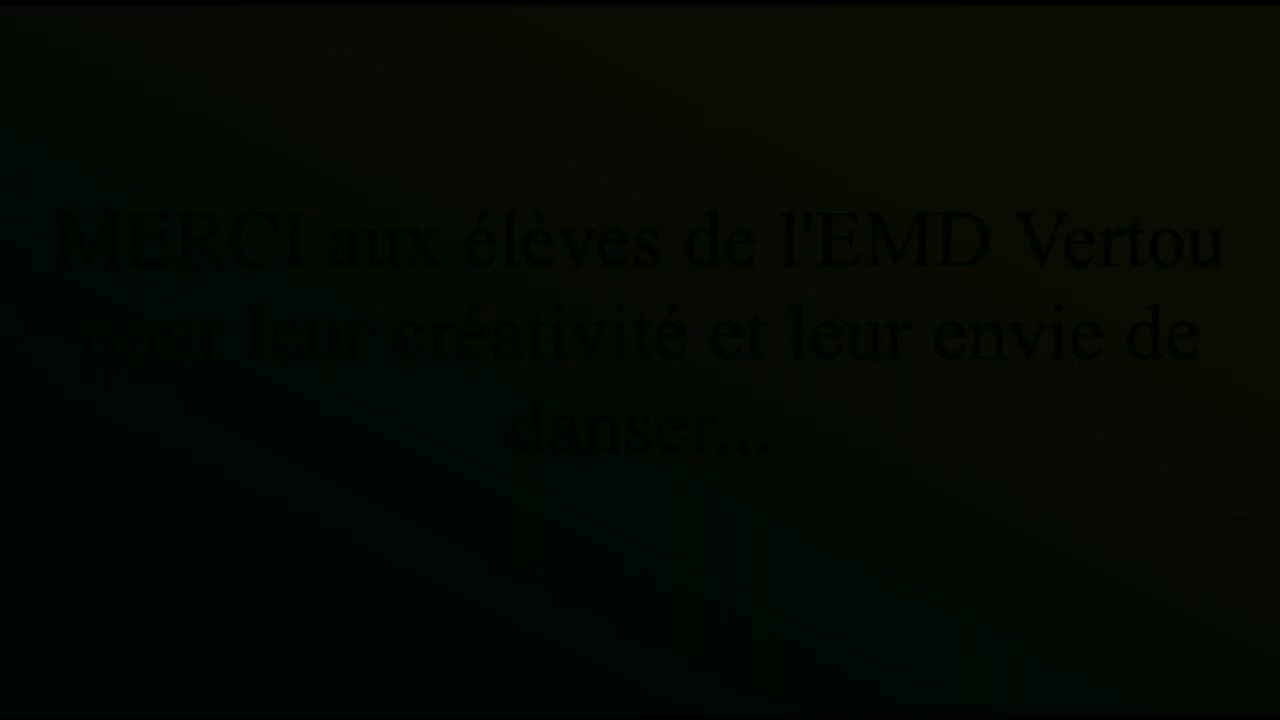 MERCI aux élèves de l'EMD Vertou
pour leur créativité et leur envie de
danser...